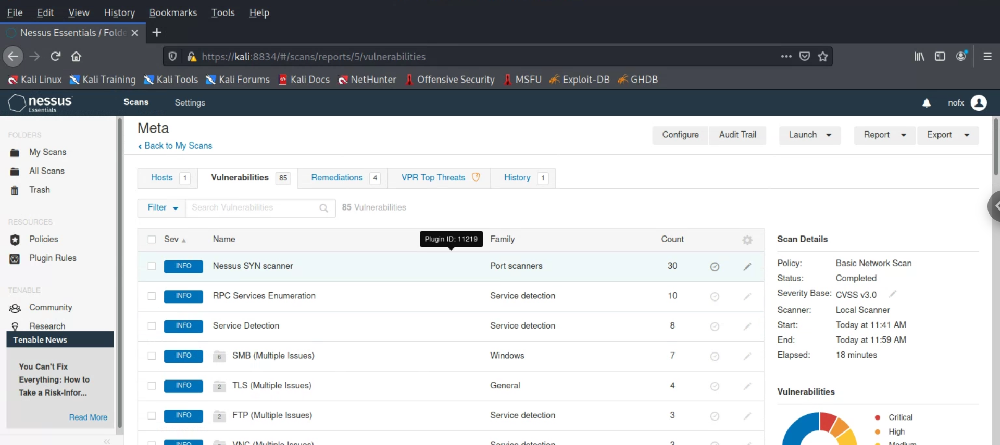 File Edit View History Bookmarks Tools Help
Nessus Essentials / Folde
https://kali:8834/#/scans/reports/5/vulnerabilities
Kali Linux Kali Training Kali Tools Kali Forums Kali Docs NetHunter Offensive Security MSFU Exploit-DB GHDB
nessus
Essentials
Scans Settings
nofx
FOLDERS
My Scans
All Scans
Trash
RESOURCES
Policies
Plugin Rules
TENABLE
Community
Research
Tenable News
You Can't Fix
Everything: How to
Take a Risk-Infor...
Read More
Meta
Back to My Scans
Configure Audit Trail Launch Report Export
Hosts 1 Vulnerabilities 85 Remediations 4 VPR Top Threats History 1
Filter Search Vulnerabilities 85 Vulnerabilities
Sev Name Family Count
Plugin ID: 11219
INFO Nessus SYN scanner Port scanners 30
INFO RPC Services Enumeration Service detection 10
INFO Service Detection Service detection 8
INFO 6 SMB (Multiple Issues) Windows 7
INFO 2 TLS (Multiple Issues) General 4
INFO 2 FTP (Multiple Issues) Service detection 3
INFO VNC (Multiple Issues) Service detection 3
Scan Details
Policy: Basic Network Scan
Status: Completed
Severity Base: CVSS v3.0
Scanner: Local Scanner
Start: Today at 11:41 AM
End: Today at 11:59 AM
Elapsed: 18 minutes
Vulnerabilities
Critical
High
Medium